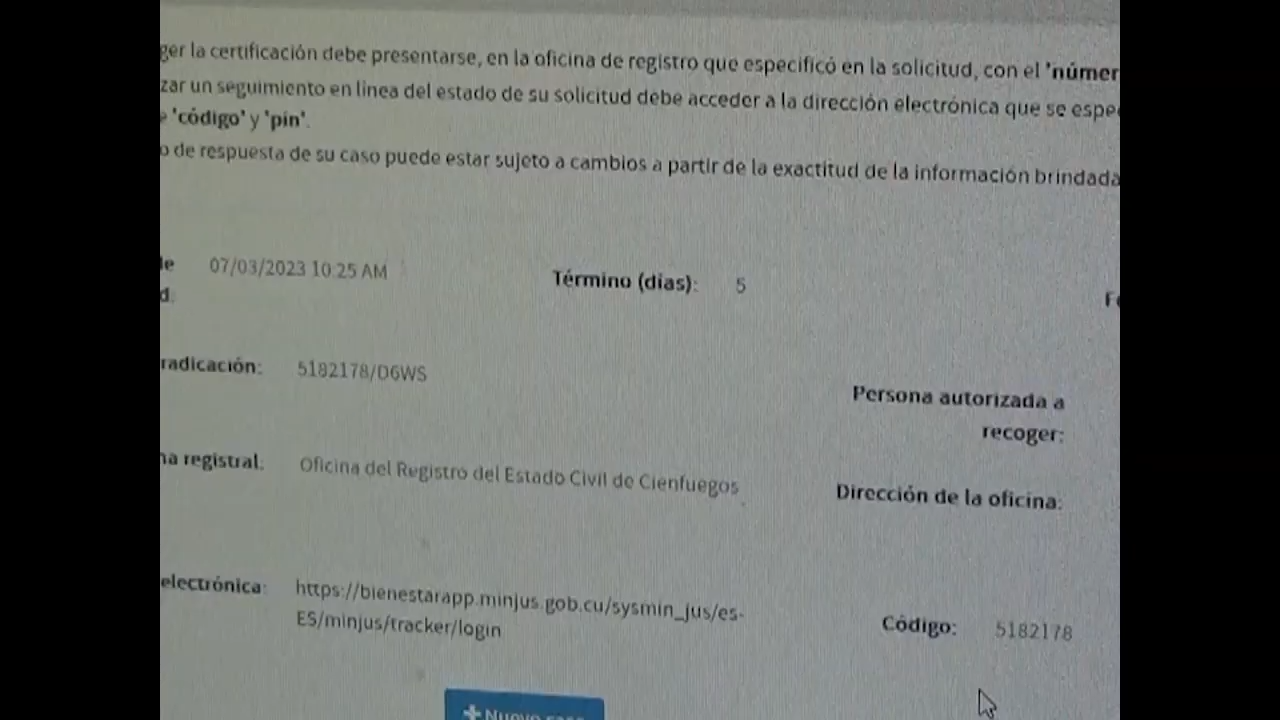 ger la certificación debe presentarse, en la oficina de registro que especificó en la solicitud, con el 'númer
zar un seguimiento en línea del estado de su solicitud debe acceder a la dirección electrónica que se espe
e 'código' y 'pin'.
o de respuesta de su caso puede estar sujeto a cambios a partir de la exactitud de la información brindada
de 07/03/2023 10:25 AM Término (días): 5
d:
radicación: 5182178/D6WS
Persona autorizada a
recoger:
na registral: Oficina del Registro del Estado Civil de Cienfuegos
Dirección de la oficina:
electrónica: https://bienestarapp.minjus.gob.cu/sysmin_jus/es-
ES/minjus/tracker/login
Código: 5182178
+ Nuevo caso